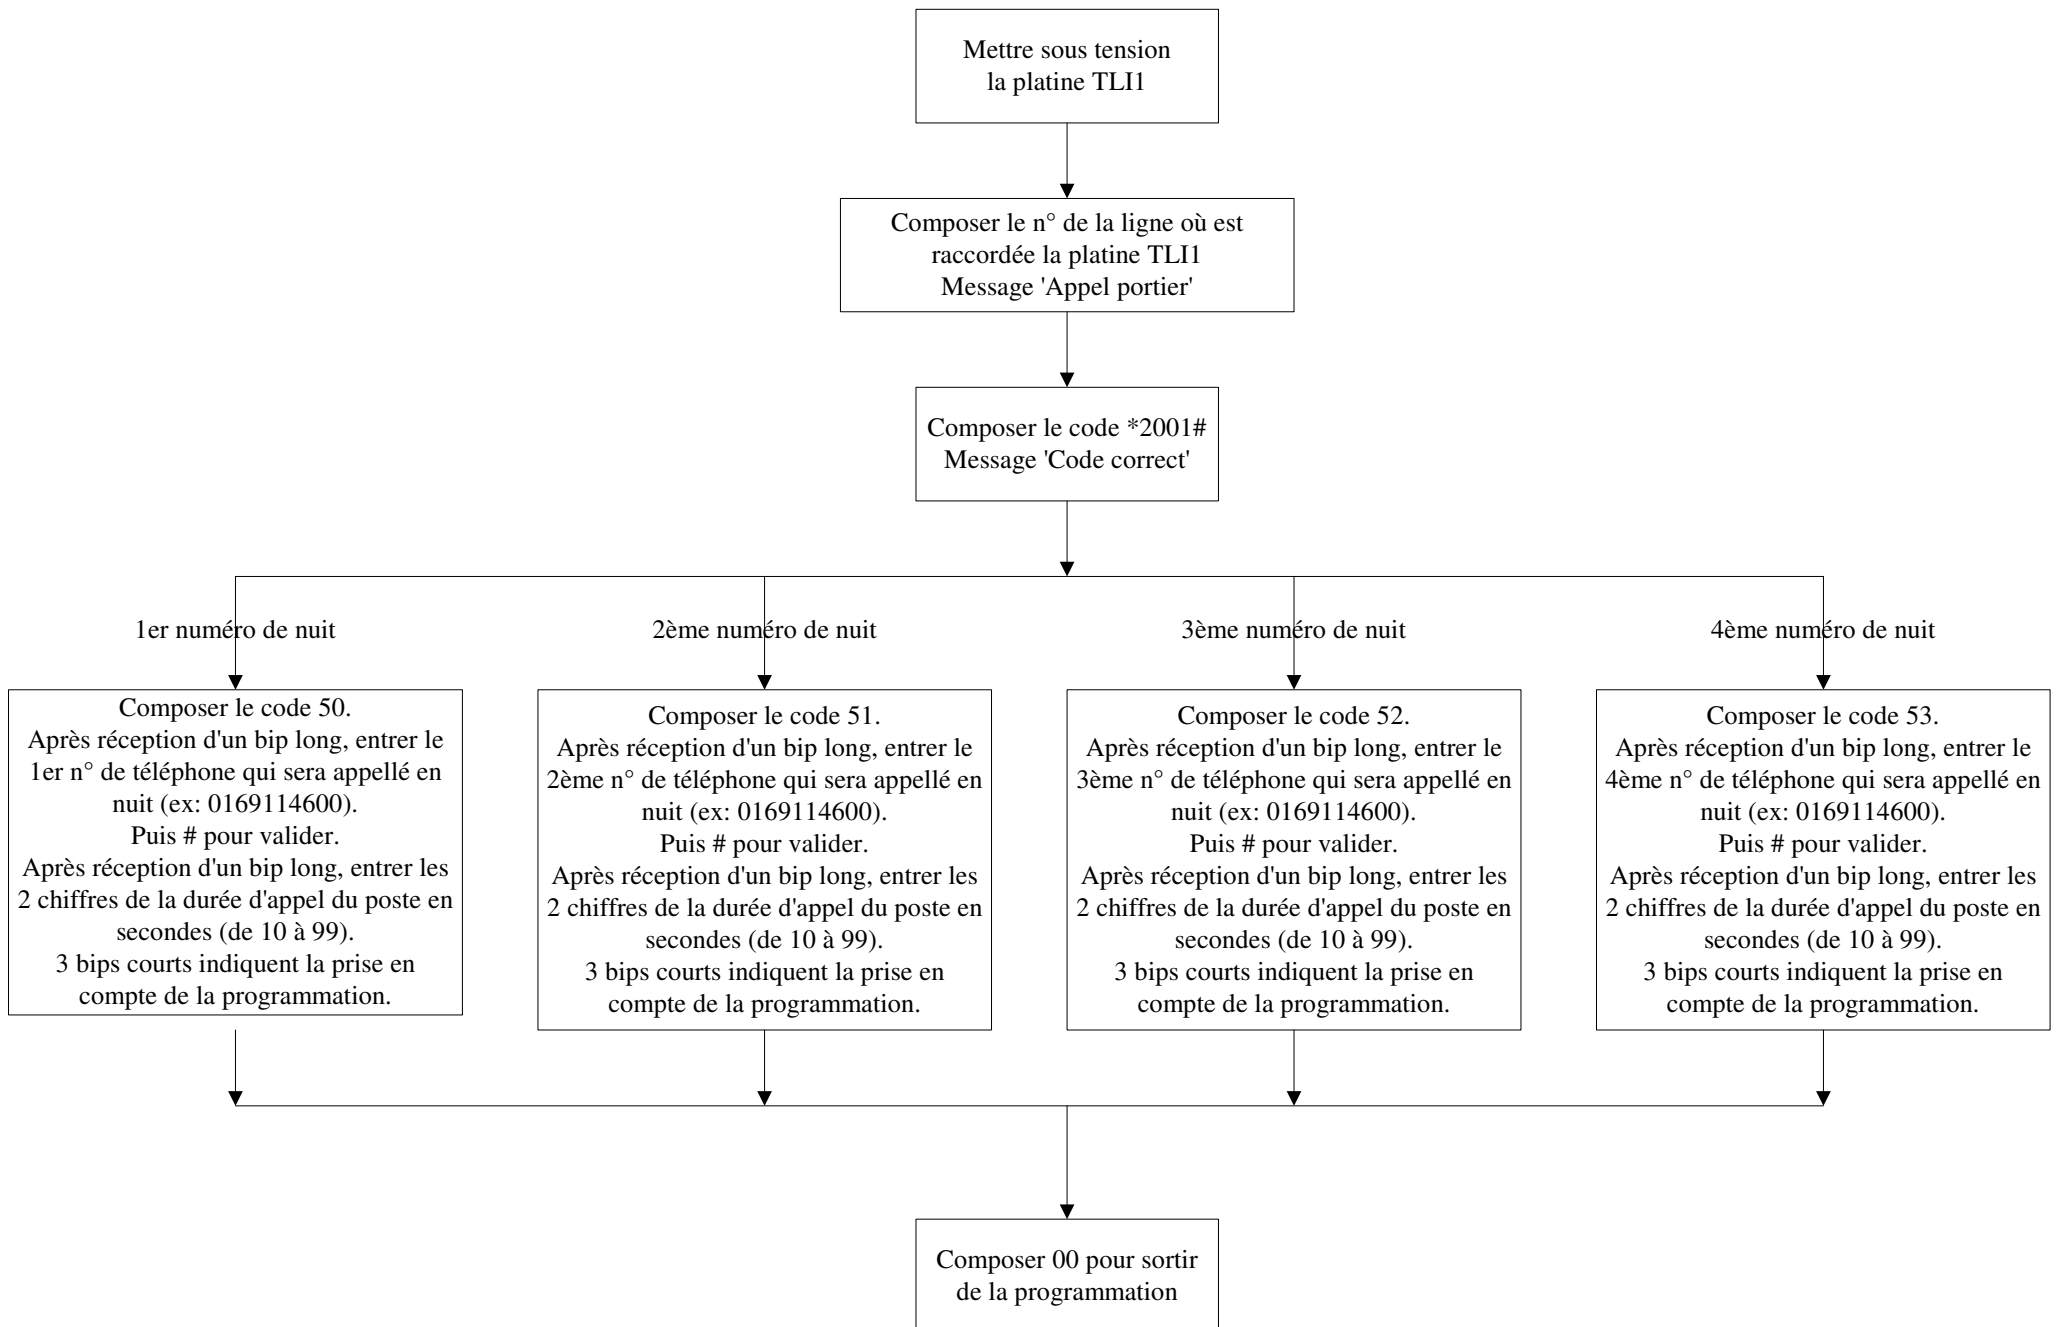 Mettre sous tension
la platine TLI1
Composer le n° de la ligne où est
raccordée la platine TLI1
Message 'Appel portier'
Composer le code *2001#
Message 'Code correct'
1er numéro de nuit
2ème numéro de nuit
3ème numéro de nuit
4ème numéro de nuit
Composer le code 50.
Après réception d'un bip long, entrer le
1er n° de téléphone qui sera appellé en
nuit (ex: 0169114600).
Puis # pour valider.
Après réception d'un bip long, entrer les
2 chiffres de la durée d'appel du poste en
secondes (de 10 à 99).
3 bips courts indiquent la prise en
compte de la programmation.
Composer le code 51.
Après réception d'un bip long, entrer le
2ème n° de téléphone qui sera appellé en
nuit (ex: 0169114600).
Puis # pour valider.
Après réception d'un bip long, entrer les
2 chiffres de la durée d'appel du poste en
secondes (de 10 à 99).
3 bips courts indiquent la prise en
compte de la programmation.
Composer le code 52.
Après réception d'un bip long, entrer le
3ème n° de téléphone qui sera appellé en
nuit (ex: 0169114600).
Puis # pour valider.
Après réception d'un bip long, entrer les
2 chiffres de la durée d'appel du poste en
secondes (de 10 à 99).
3 bips courts indiquent la prise en
compte de la programmation.
Composer le code 53.
Après réception d'un bip long, entrer le
4ème n° de téléphone qui sera appellé en
nuit (ex: 0169114600).
Puis # pour valider.
Après réception d'un bip long, entrer les
2 chiffres de la durée d'appel du poste en
secondes (de 10 à 99).
3 bips courts indiquent la prise en
compte de la programmation.
Composer 00 pour sortir
de la programmation